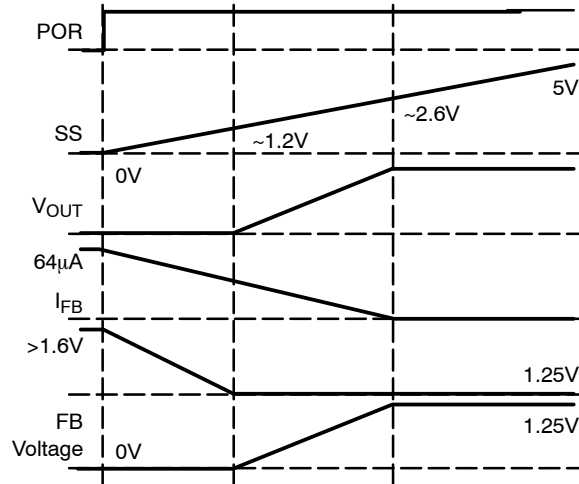 POR
5V
~2.6V
SS
~1.2V
0V
VOUT
64μA
IFB
>1.6V
1.25V
FB
1.25V
Voltage
0V